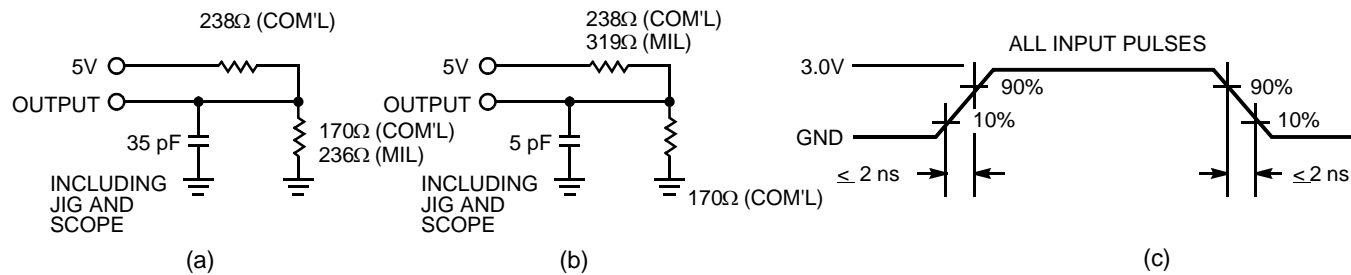 238Ω (COM'L)
5V
OUTPUT
35 pF
170Ω (COM'L)
236Ω (MIL)
INCLUDING
JIG AND
SCOPE
(a)
238Ω (COM'L)
319Ω (MIL)
5V
OUTPUT
5 pF
INCLUDING
JIG AND
SCOPE
170Ω (COM'L)
(b)
ALL INPUT PULSES
3.0V
90%
10%
GND
≤ 2 ns
90%
10%
≤ 2 ns
(c)